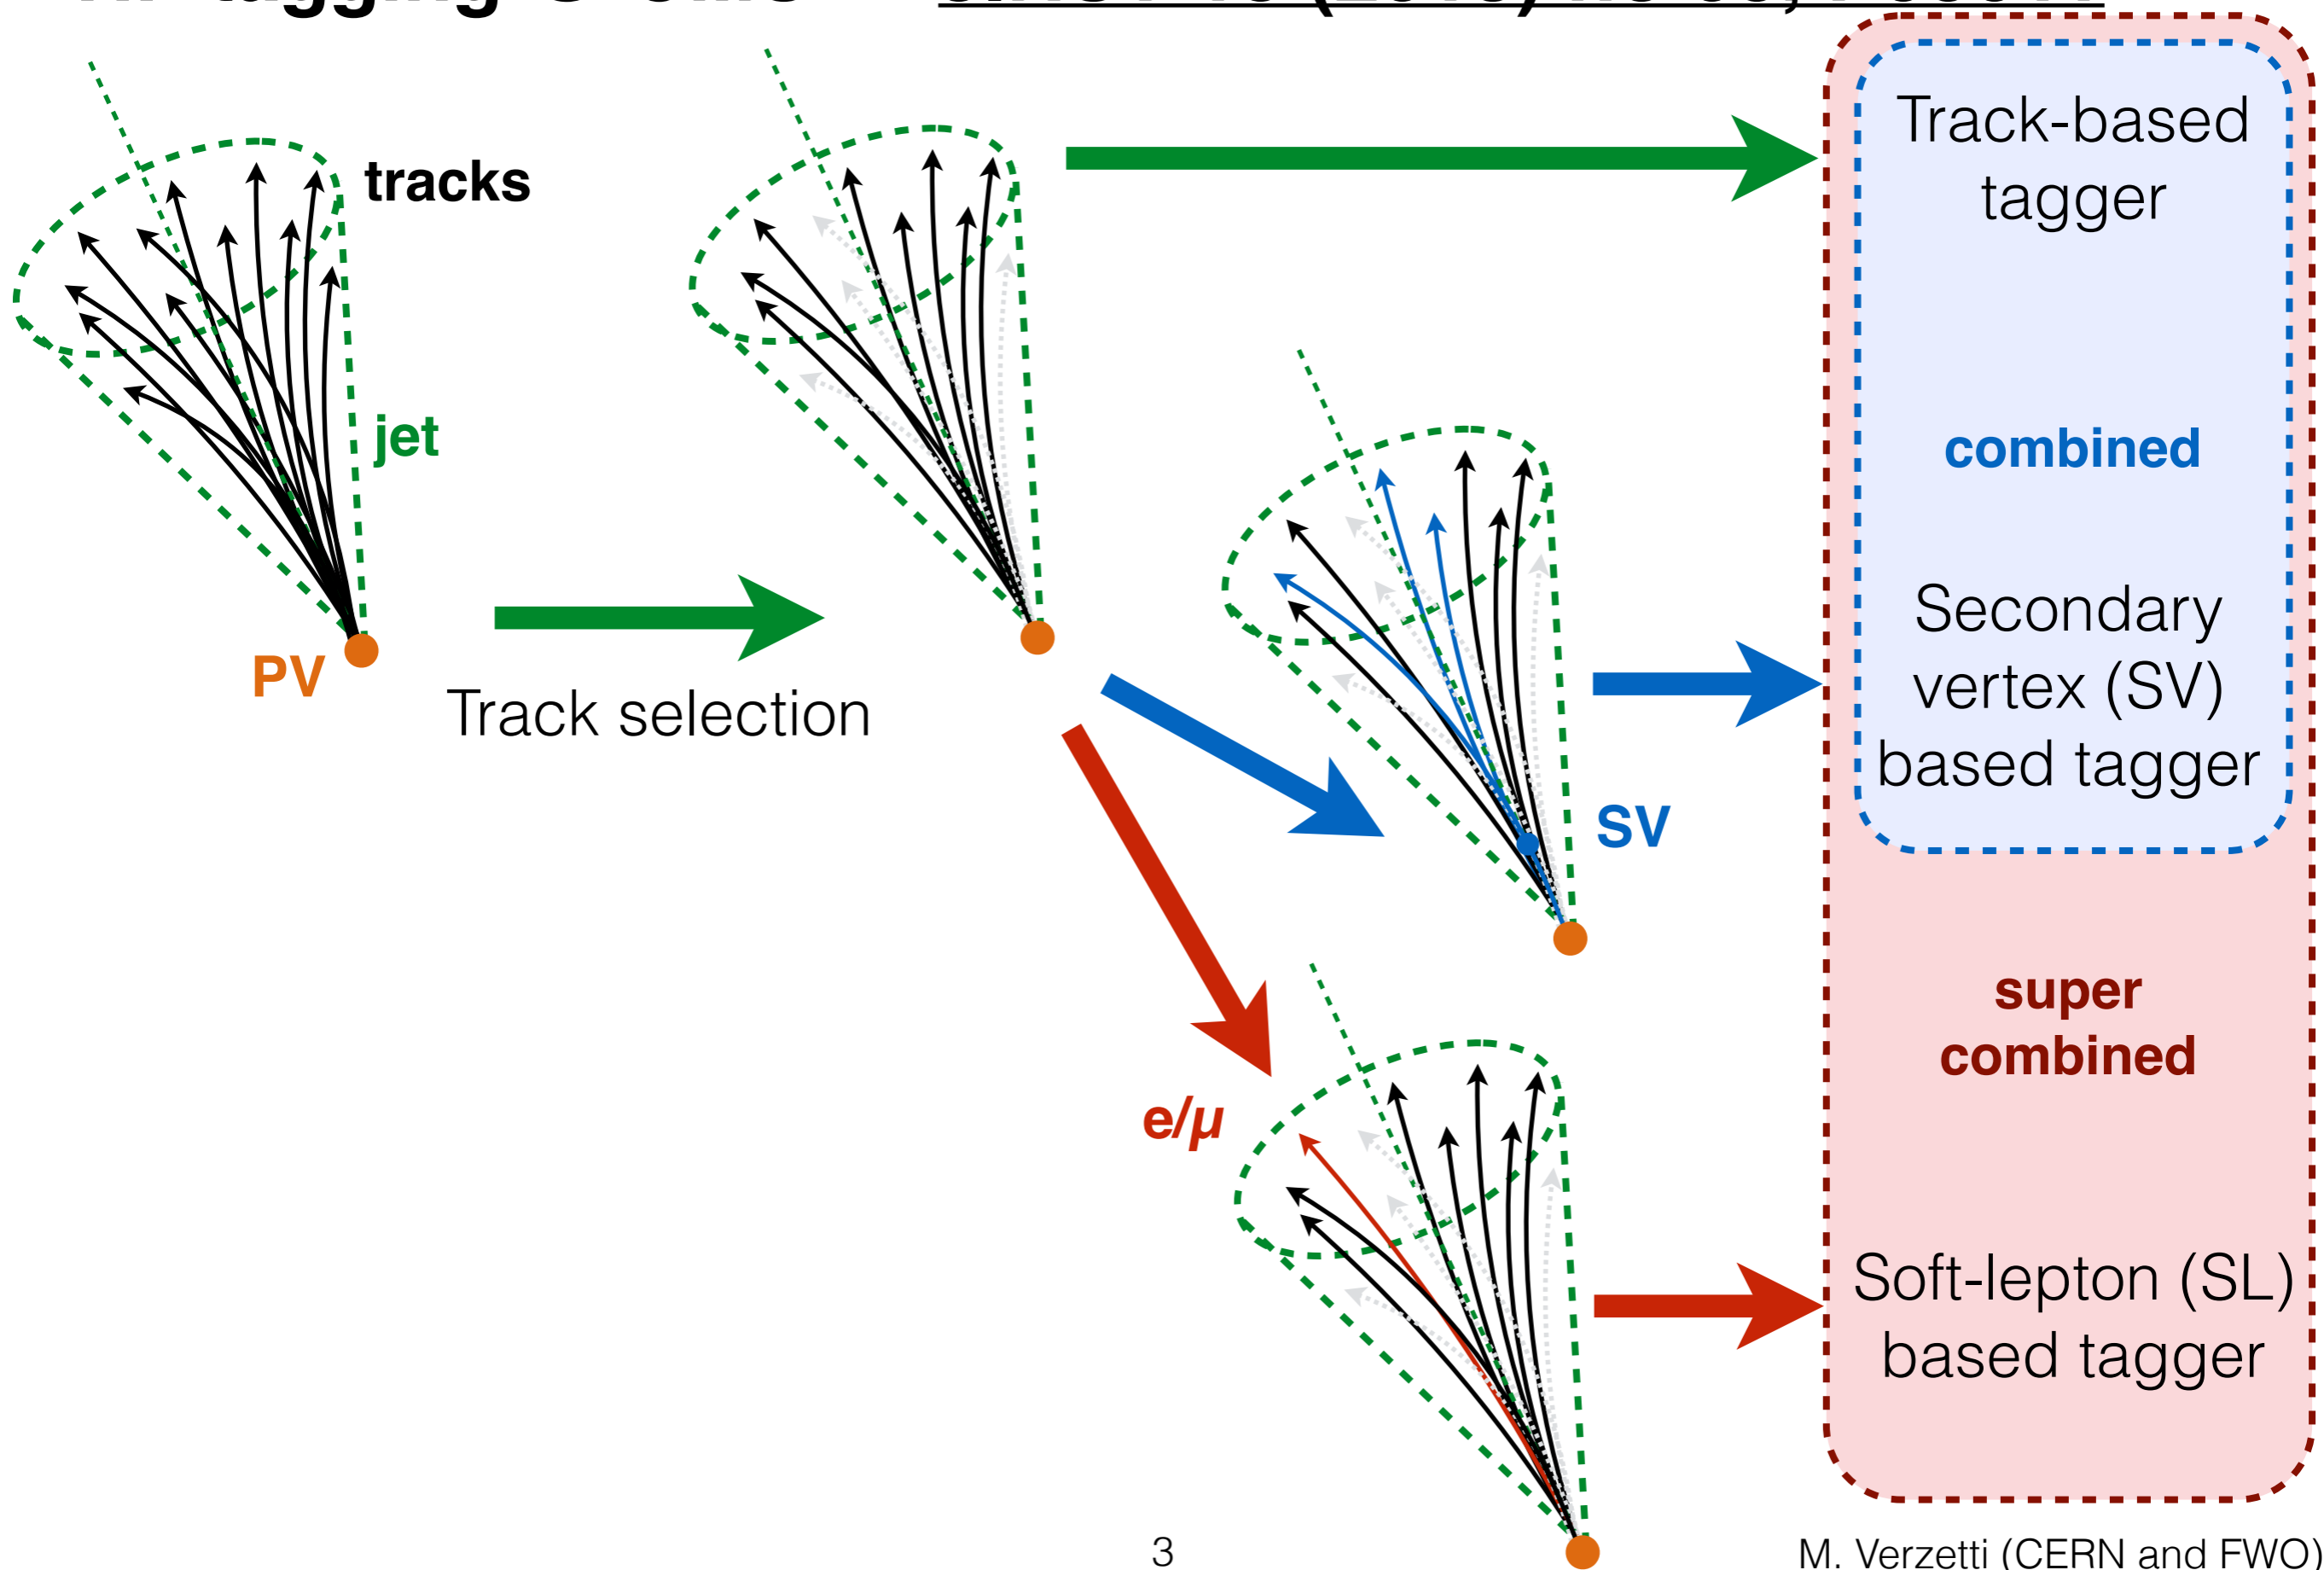 tracks
jet
PV
Track selection
SV
e/μ
Track-based
tagger
combined
Secondary
vertex (SV)
based tagger
super
combined
Soft-lepton (SL)
based tagger
3
M. Verzetti (CERN and FWO)